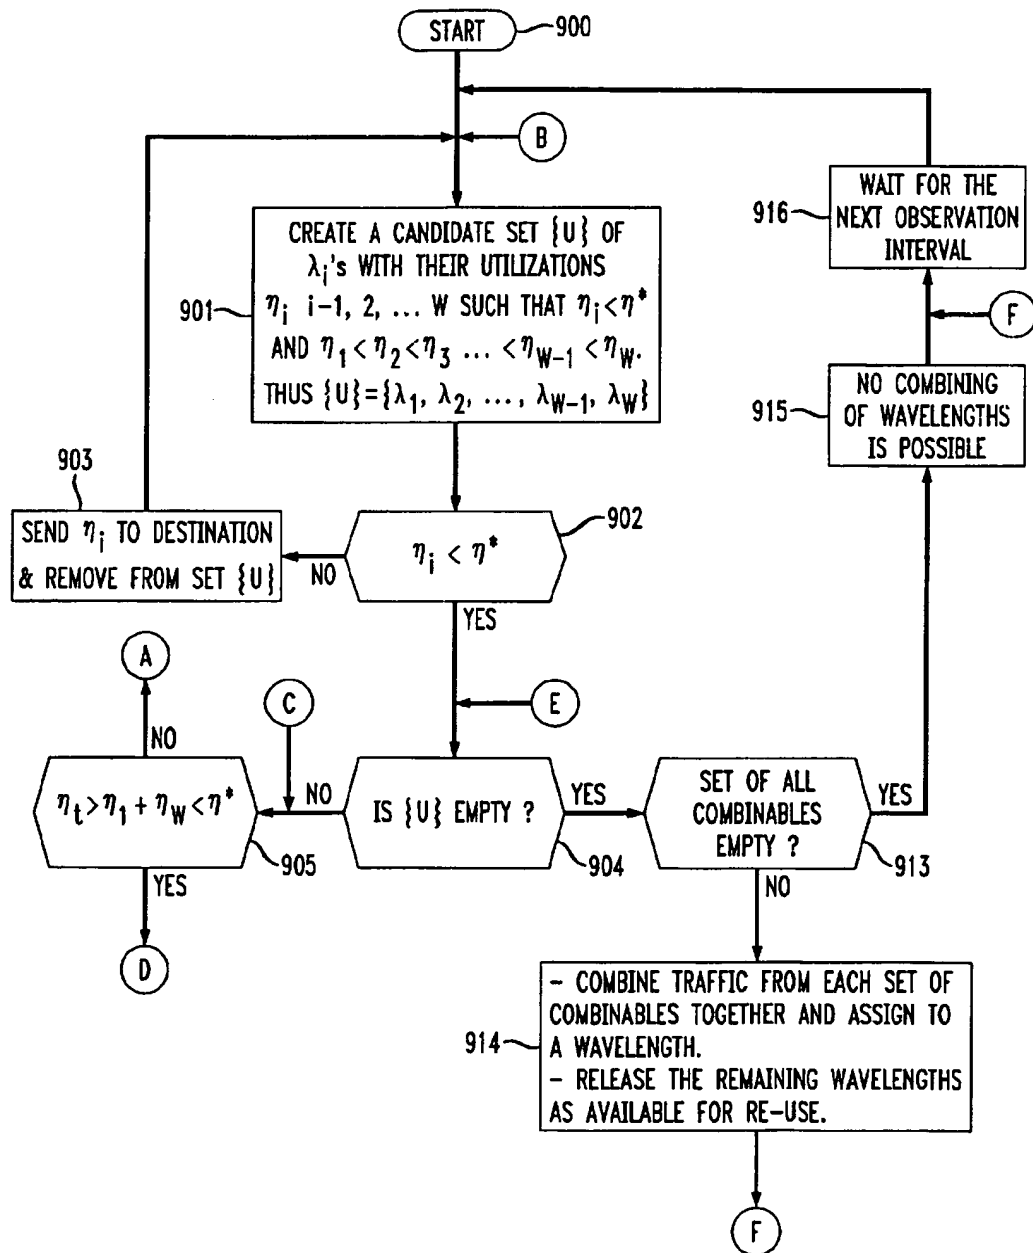 START
900
B
CREATE A CANDIDATE SET {U} OF
λi'S WITH THEIR UTILIZATIONS
ηi i-1, 2, ... W SUCH THAT ηi<η*
AND η1<η2<η3 ... <ηW-1<ηW.
THUS {U}={λ1, λ2, ..., λW-1, λW}
901
WAIT FOR THE
NEXT OBSERVATION
INTERVAL
916
F
NO COMBINING
OF WAVELENGTHS
IS POSSIBLE
915
903
SEND ηi TO DESTINATION
& REMOVE FROM SET {U}
NO
ηi < η*
902
YES
A
NO
C
E
ηt>η1+ηW<η*
905
YES
D
NO
IS {U} EMPTY ?
904
YES
SET OF ALL
COMBINABLES
EMPTY ?
913
YES
NO
- COMBINE TRAFFIC FROM EACH SET OF
COMBINABLES TOGETHER AND ASSIGN TO
A WAVELENGTH.
- RELEASE THE REMAINING WAVELENGTHS
AS AVAILABLE FOR RE-USE.
914
F